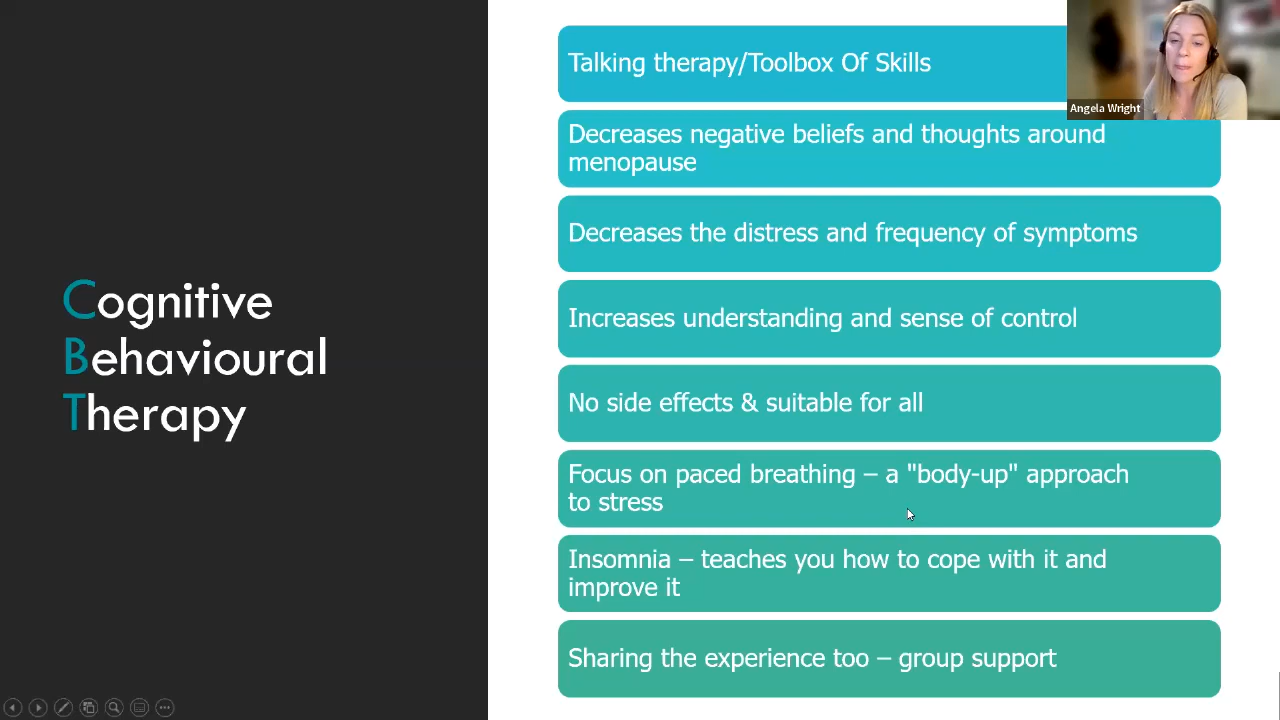 Cognitive
Behavioural
Therapy
Talking therapy/Toolbox Of Skills
Decreases negative beliefs and thoughts around
menopause
Decreases the distress and frequency of symptoms
Increases understanding and sense of control
No side effects & suitable for all
Focus on paced breathing – a "body-up" approach
to stress
Insomnia – teaches you how to cope with it and
improve it
Sharing the experience too – group support
Angela Wright